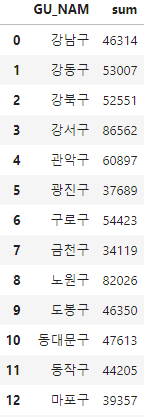 GU_NAM sum
0 강남구 46314
1 강동구 53007
2 강북구 52551
3 강서구 86562
4 관악구 60897
5 광진구 37689
6 구로구 54423
7 금천구 34119
8 노원구 82026
9 도봉구 46350
10 동대문구 47613
11 동작구 44205
12 마포구 39357